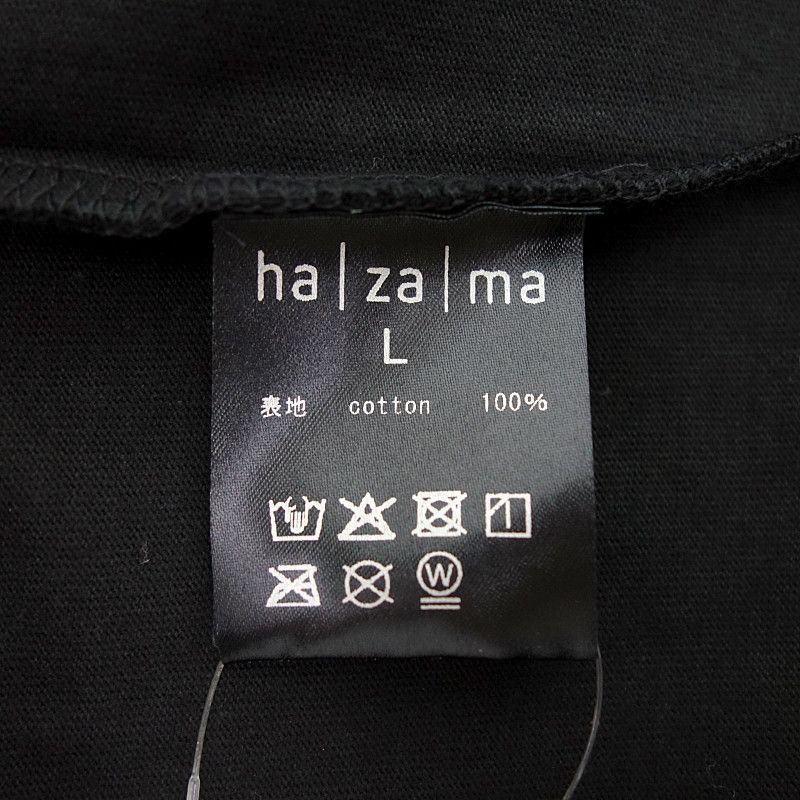 ha|za|ma
L
表地 cotton 100%
W